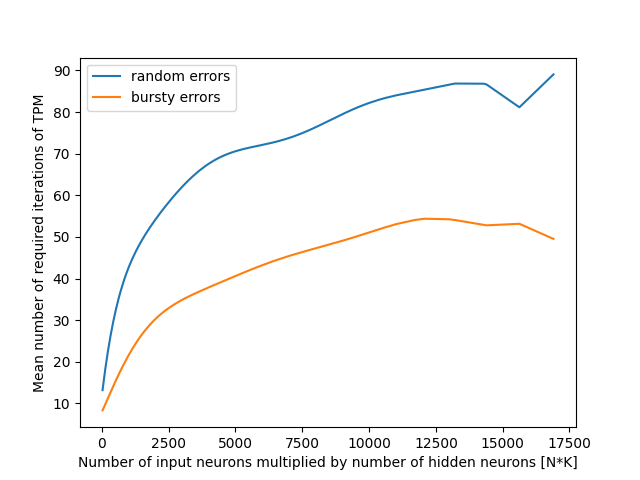 random errors
bursty errors
90
80
70
60
50
40
30
20
10
Mean number of required iterations of TPM
0 2500 5000 7500 10000 12500 15000 17500
Number of input neurons multiplied by number of hidden neurons [N*K]